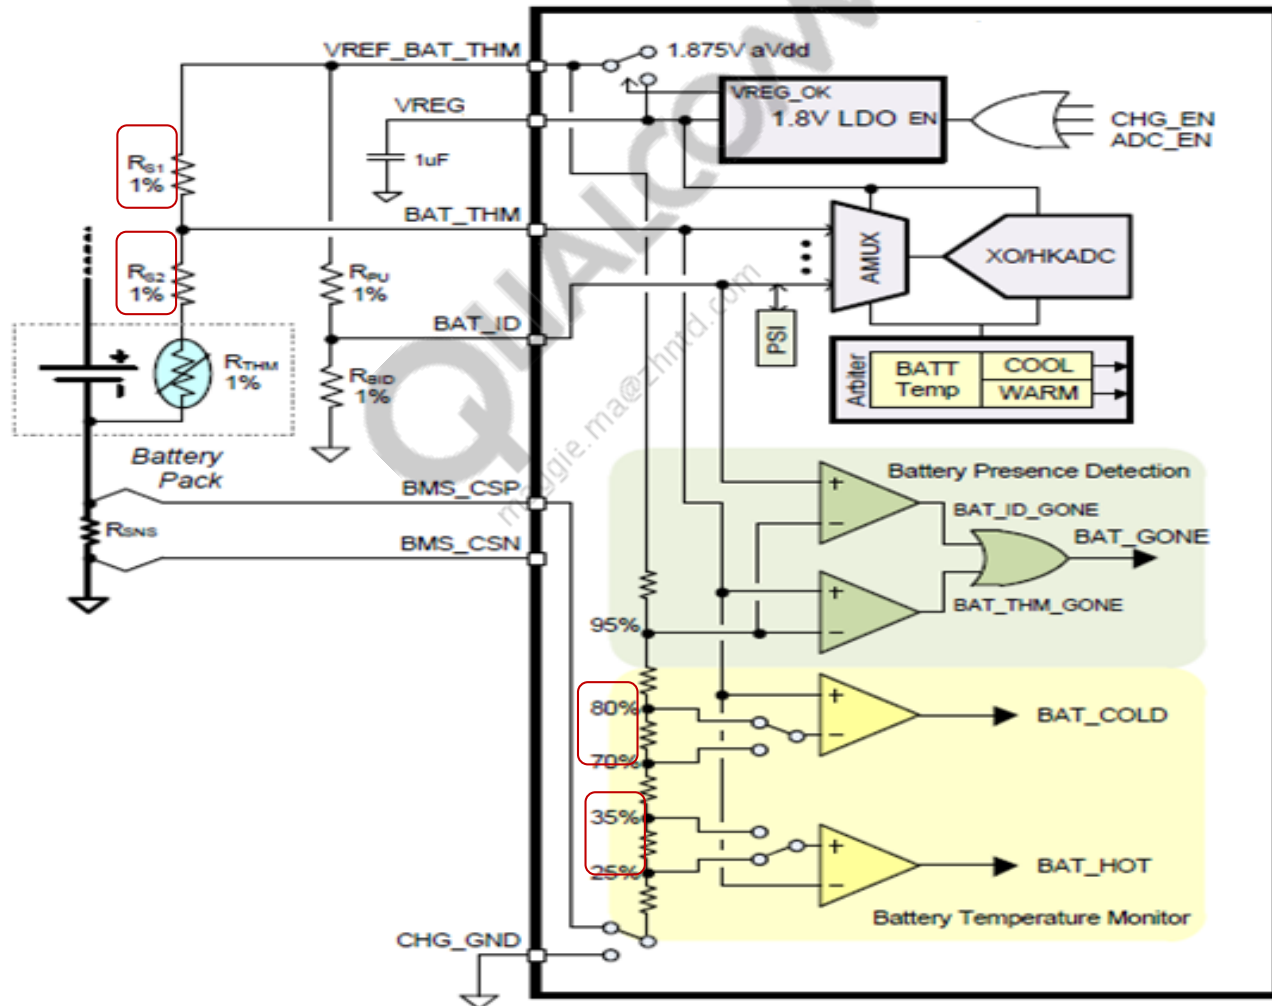 VREF_BAT_THM
1.875V aVdd
VREG_OK
1.8V LDO EN
CHG_EN
ADC_EN
VREG
1uF
RS1
1%
BAT_THM
RS2
1%
RPU
1%
AMUX
XO/HKADC
BAT_ID
PSI
Arbiter
BATT
Temp
COOL
WARM
RTHM
1%
RBID
1%
Battery
Pack
QUALCOM
maggie.ma@zhntd.com
BMS_CSP
RSNS
BMS_CSN
Battery Presence Detection
BAT_ID_GONE
BAT_GONE
BAT_THM_GONE
95%
80%
70%
BAT_COLD
35%
25%
BAT_HOT
Battery Temperature Monitor
CHG_GND